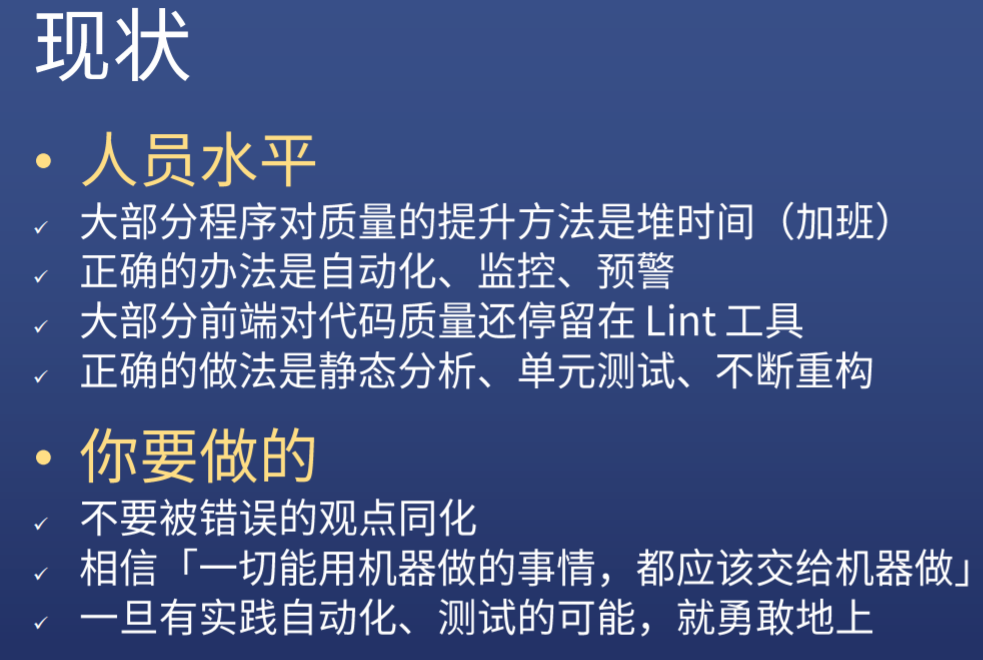 现状
• 人员水平
✓ 大部分程序对质量的提升方法是堆时间（加班）
✓ 正确的办法是自动化、监控、预警
✓ 大部分前端对代码质量还停留在 Lint 工具
✓ 正确的做法是静态分析、单元测试、不断重构
• 你要做的
✓ 不要被错误的观点同化
✓ 相信「一切能用机器做的事情，都应该交给机器做」
✓ 一旦有实践自动化、测试的可能，就勇敢地上